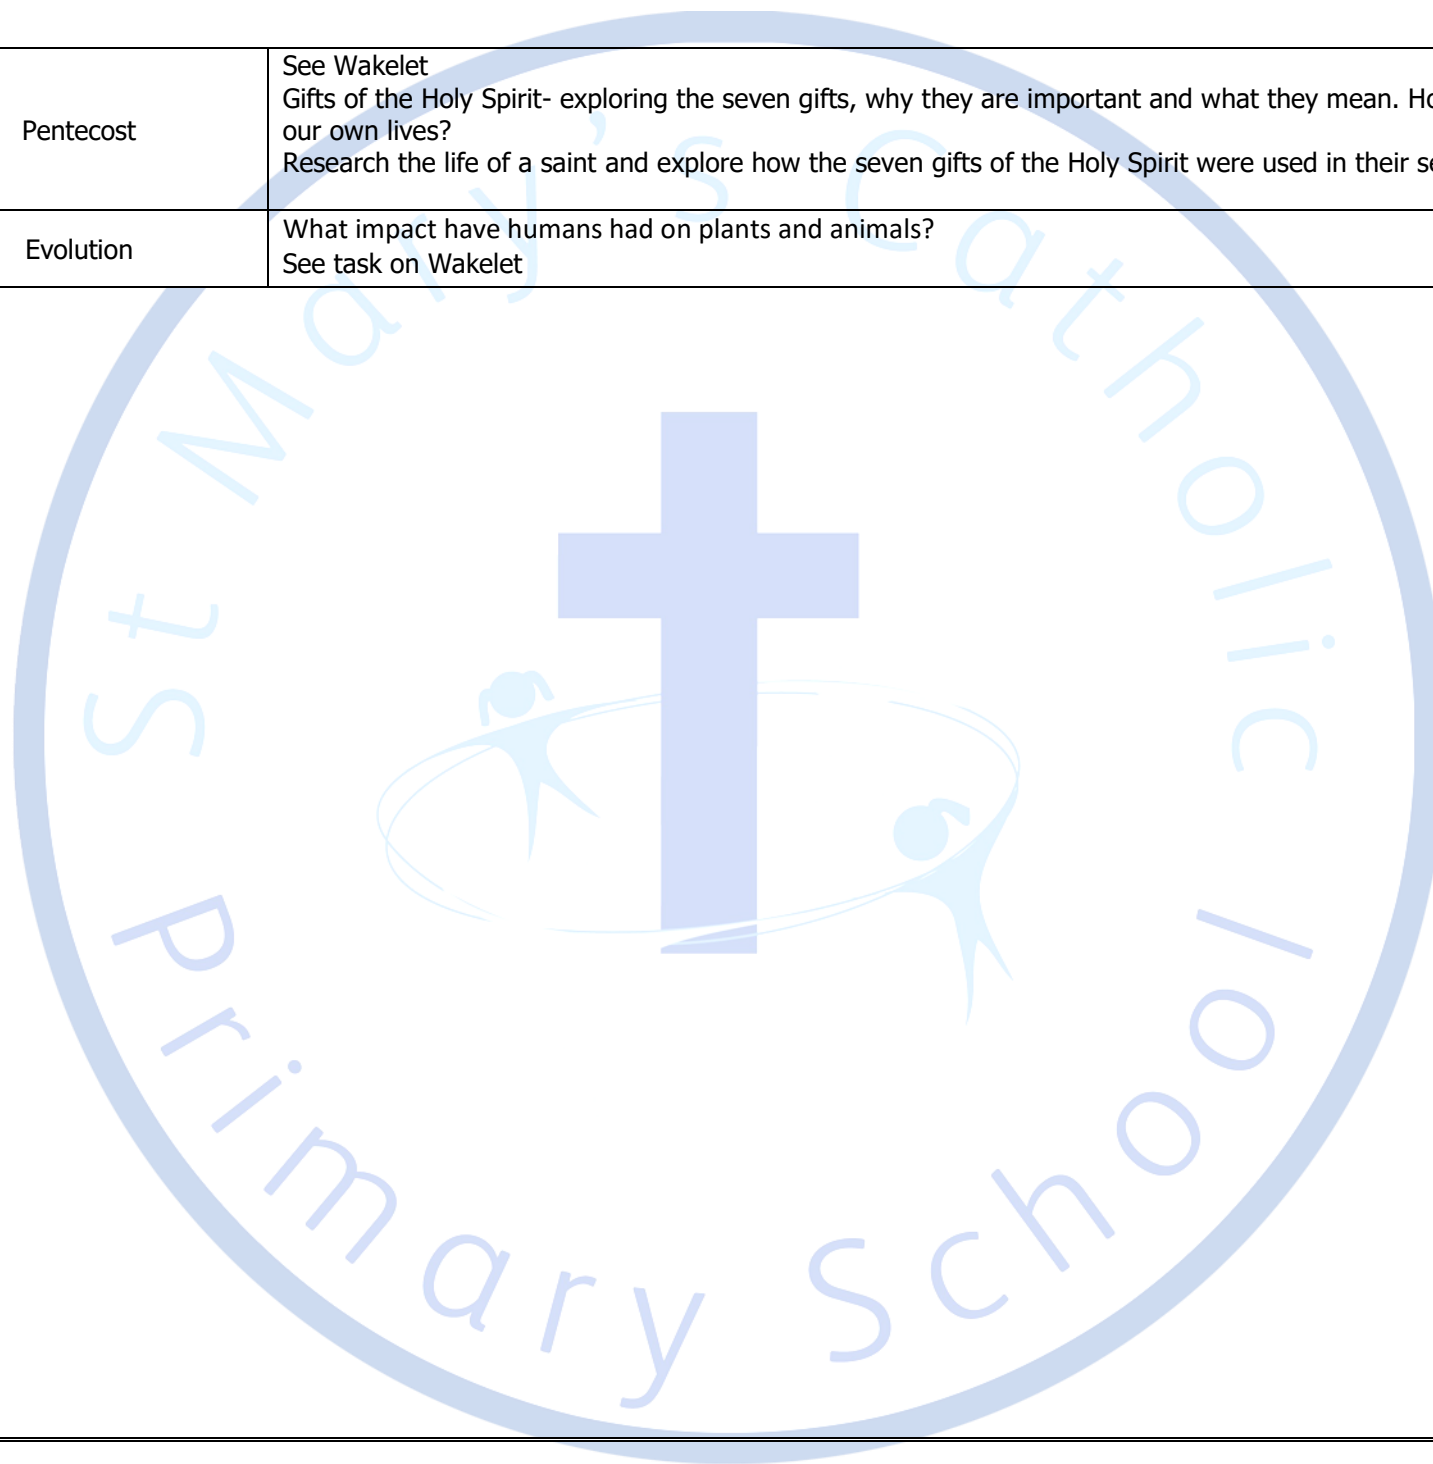 See Wakelet
Gifts of the Holy Spirit- exploring the seven gifts, why they are important and what they mean.
Pentecost
our own lives?
Research the life of a saint and explore how the seven gifts of the Holy Spirit were used in their
What impact have humans had on plants and animals?
Evolution
See task on Wakelet
St Mary's Catholic
Primary School